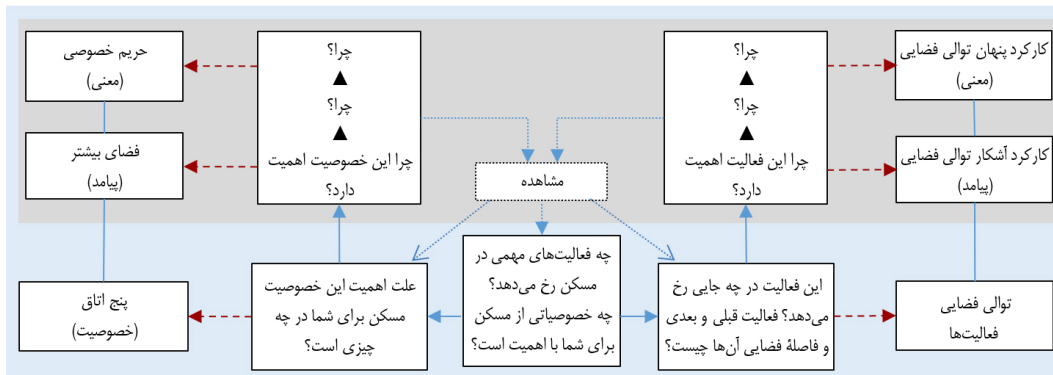 کارکرد پنهان توالی فضایی
(معنی)
چرا؟
چرا؟
چرا این فعالیت اهمیت
دارد؟
چرا؟
چرا؟
چرا این خصوصیت اهمیت
دارد؟
حریم خصوصی
(معنی)
کارکرد آشکار توالی فضایی
(پیامد)
مشاهده
فضای بیشتر
(پیامد)
توالی فضایی
فعالیت‌ها
این فعالیت در چه جایی رخ
می‌دهد؟ فعالیت قبلی و بعدی
و فاصلهٔ فضایی آن‌ها چیست؟
چه فعالیت‌های مهمی در
مسکن رخ می‌دهد؟
چه خصوصیاتی از مسکن
برای شما با اهمیت است؟
علت اهمیت این خصوصیت
مسکن برای شما در چه
چیزی است؟
پنج اتاق
(خصوصیت)